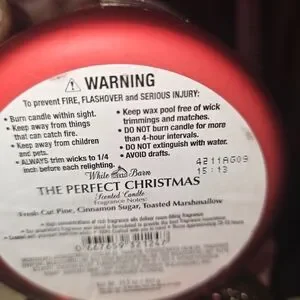 WARNING
To prevent FIRE, FLASHOVER and SERIOUS INJURY:
• Burn candle within sight.
• Keep away from things
that can catch fire.
• Keep away from children
and pets.
• ALWAYS trim wicks to 1/4
inch before each relighting.
• Keep wax pool free of wick
trimmings and matches.
• DO NOT burn candle for more
than 4-hour intervals.
• DO NOT extinguish with water.
• AVOID drafts.
4211AG09
15:13
White Barn
THE PERFECT CHRISTMAS
Scented Candle
Fragrance Notes:
Fresh Cut Pine, Cinnamon Sugar, Toasted Marshmallow